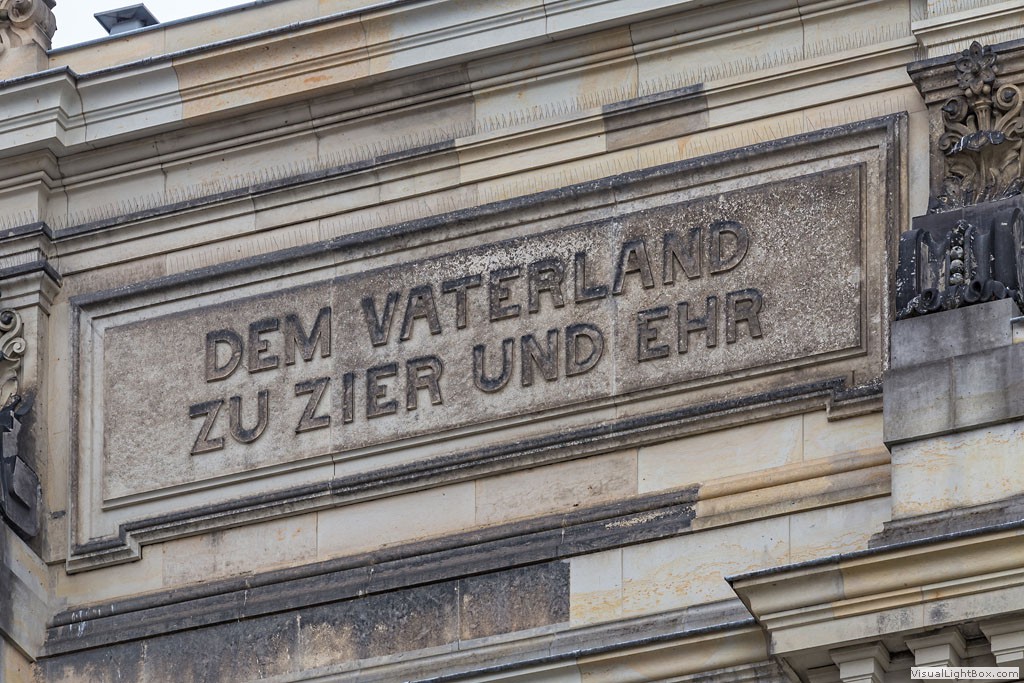 DEM VATERLAND
ZU ZIER UND EHR
VisualLightBox.com